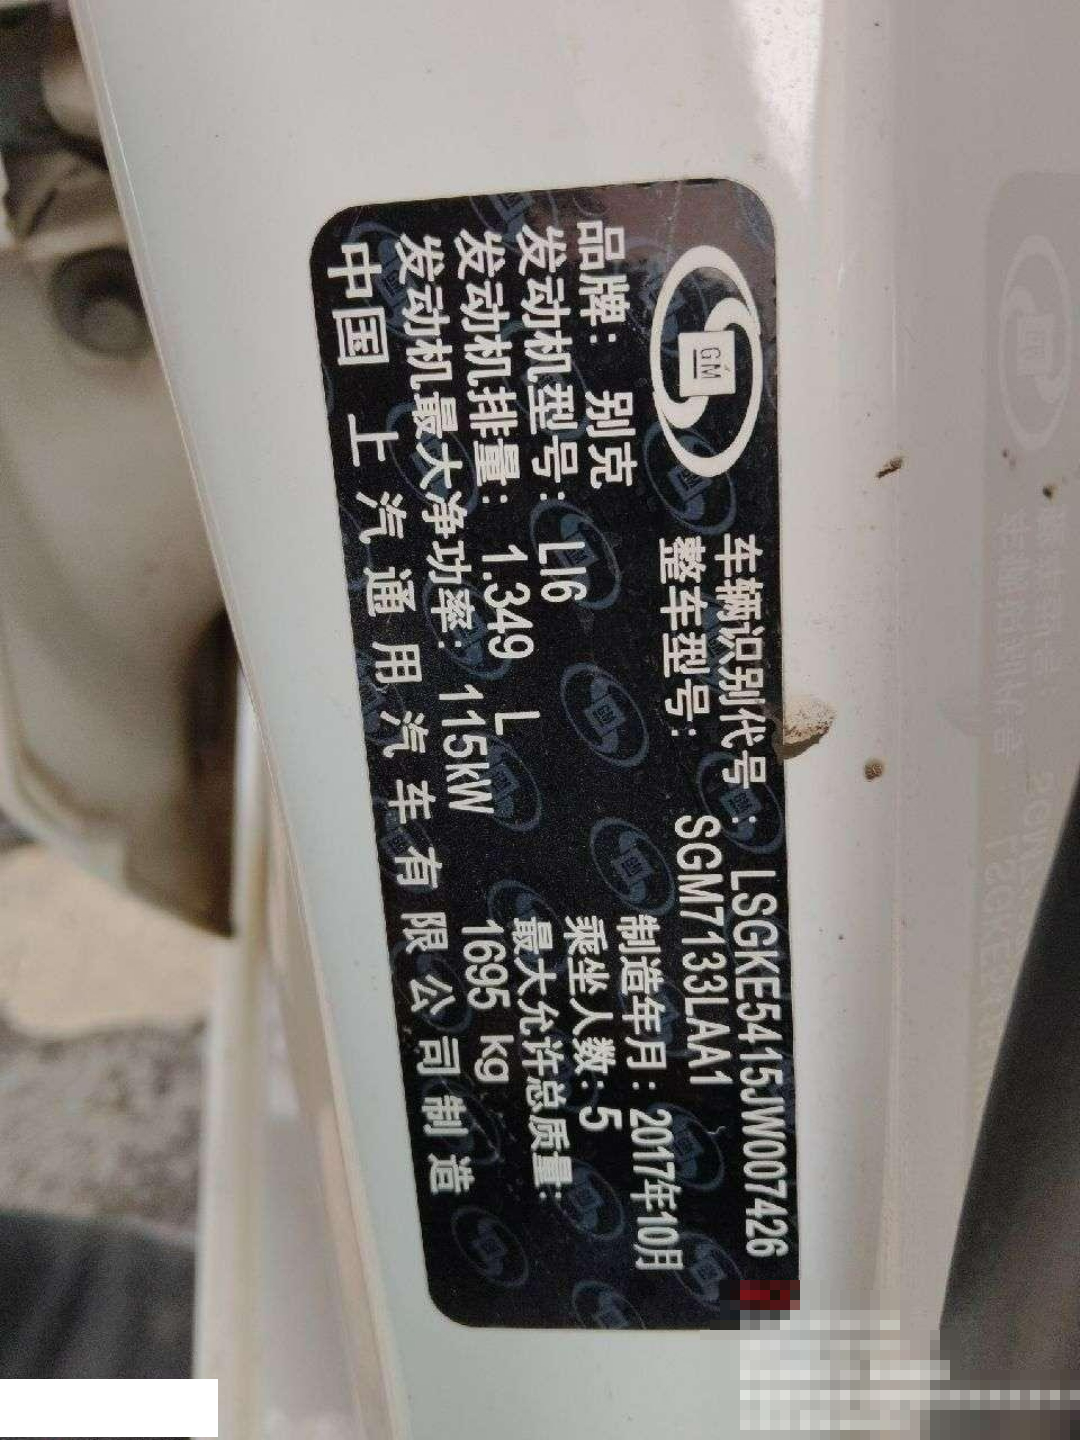 GM
车辆识别代号: LSGKE5415JW007426
整车型号: SGM7133LAA1
品牌: 别克
制造年月: 2017年10月
发动机型号: LI6
乘坐人数: 5
发动机排量: 1.349 L
最大允许总质量:
1695 kg
发动机最大净功率: 115kW
中国 上汽通用汽车有限公司制造